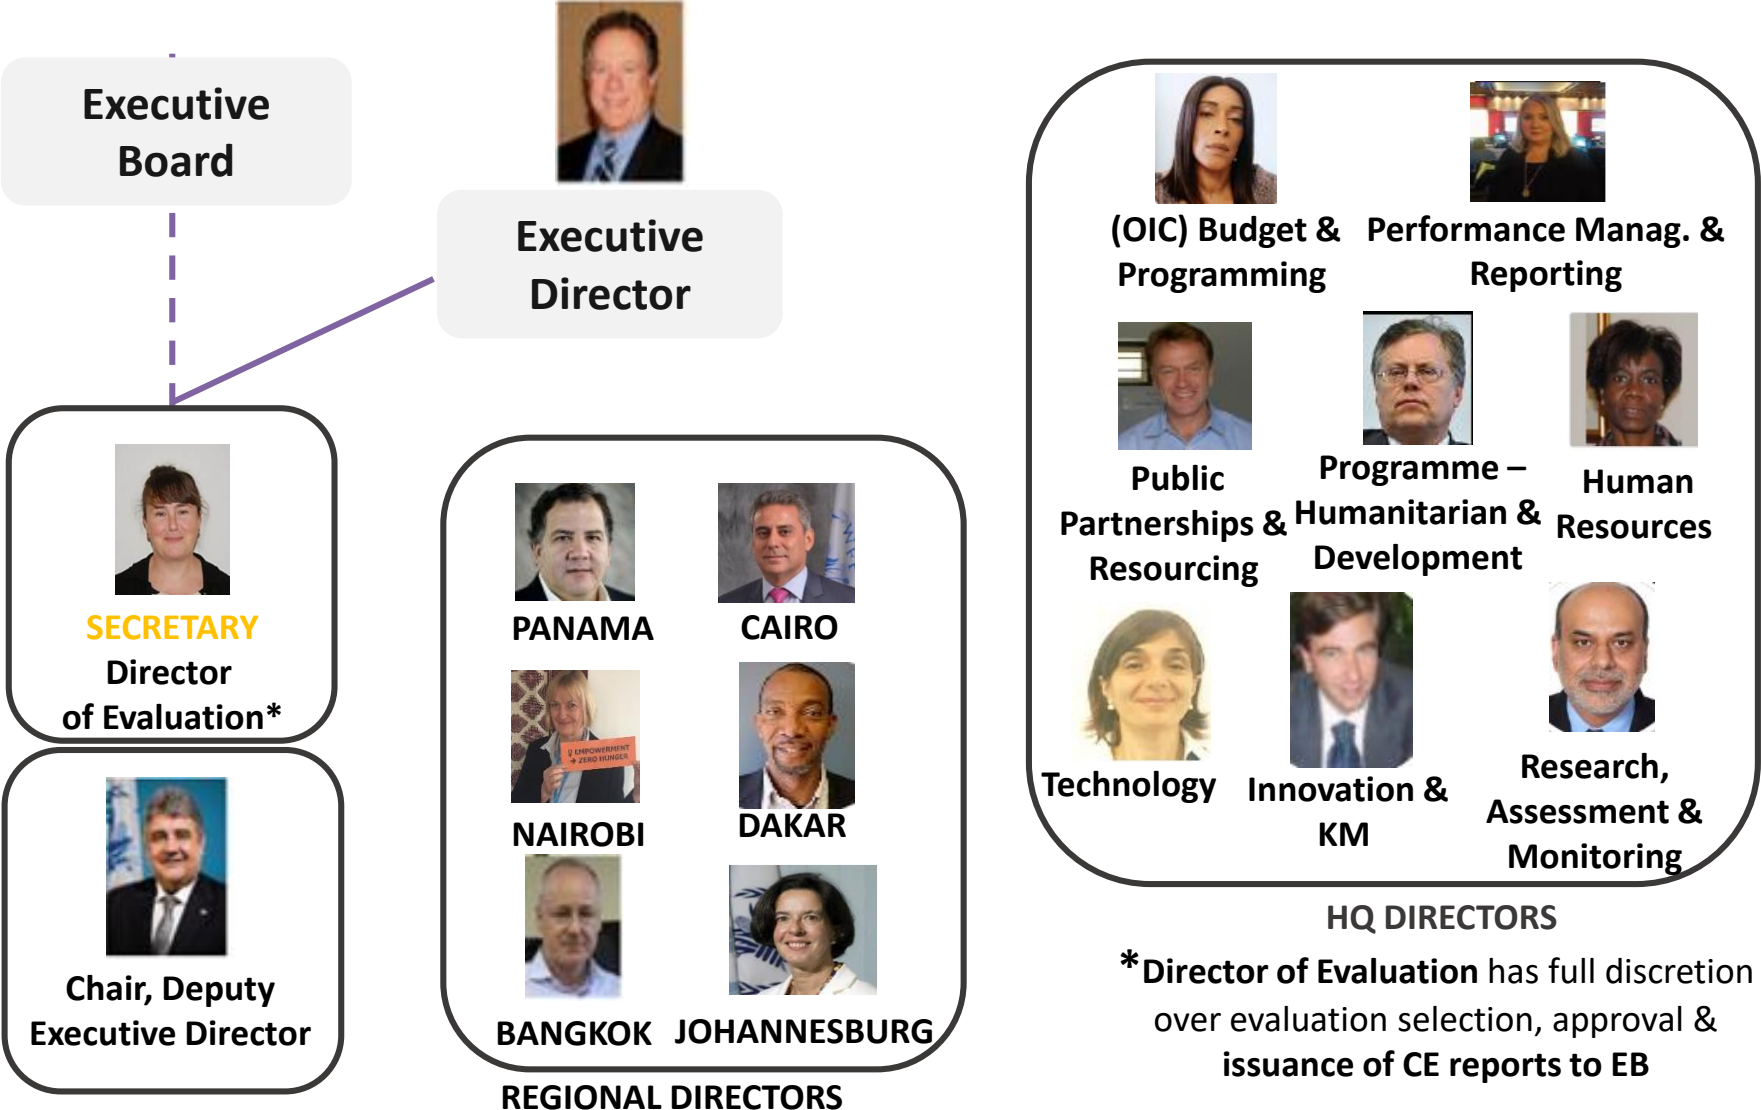 Executive
Board
Executive
Director
SECRETARY
Director
of Evaluation*
Chair, Deputy
Executive Director
PANAMA
CAIRO
EMPOWERMENT
→ ZERO HUNGER
NAIROBI
DAKAR
BANGKOK
JOHANNESBURG
REGIONAL DIRECTORS
(OIC) Budget &
Programming
Performance Manag. &
Reporting
Public
Partnerships &
Resourcing
Programme –
Humanitarian &
Development
Human
Resources
Technology
Innovation &
KM
Research,
Assessment &
Monitoring
HQ DIRECTORS
*Director of Evaluation has full discretion
over evaluation selection, approval &
issuance of CE reports to EB